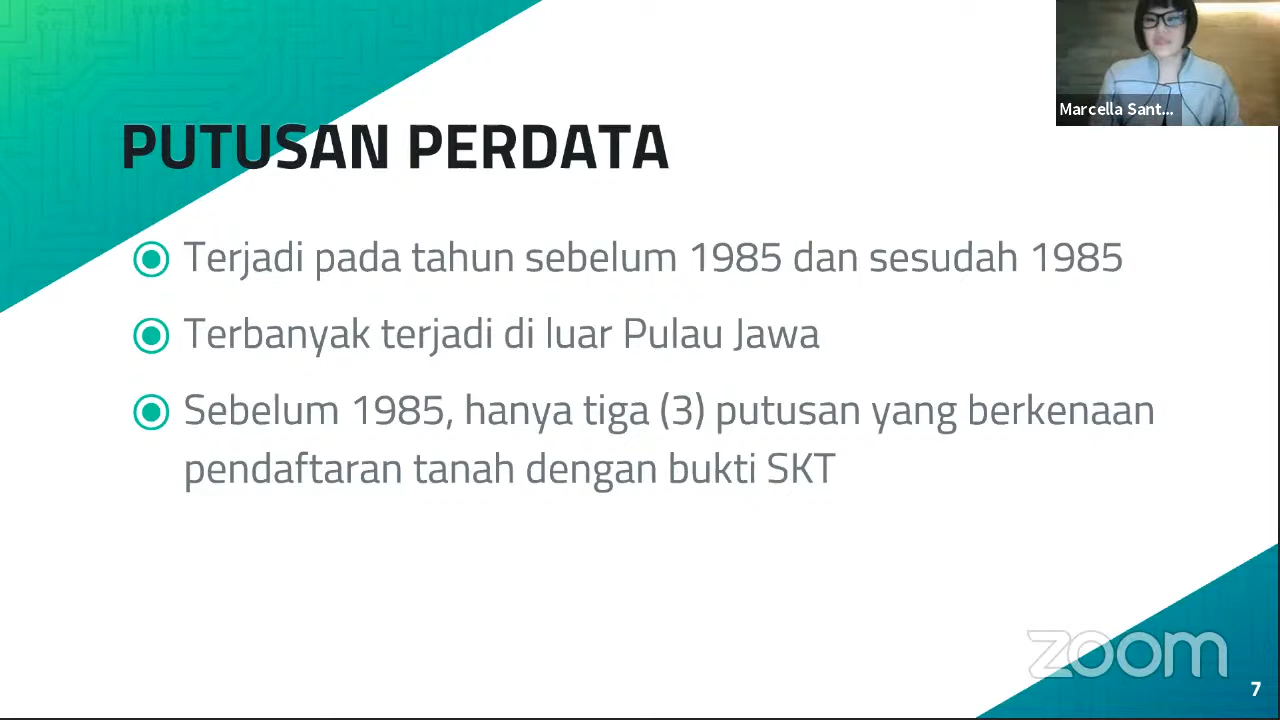 Marcella Sant...
PUTUSAN PERDATA
Terjadi pada tahun sebelum 1985 dan sesudah 1985
Terbanyak terjadi di luar Pulau Jawa
Sebelum 1985, hanya tiga (3) putusan yang berkenaan
pendaftaran tanah dengan bukti SKT
zoom
7